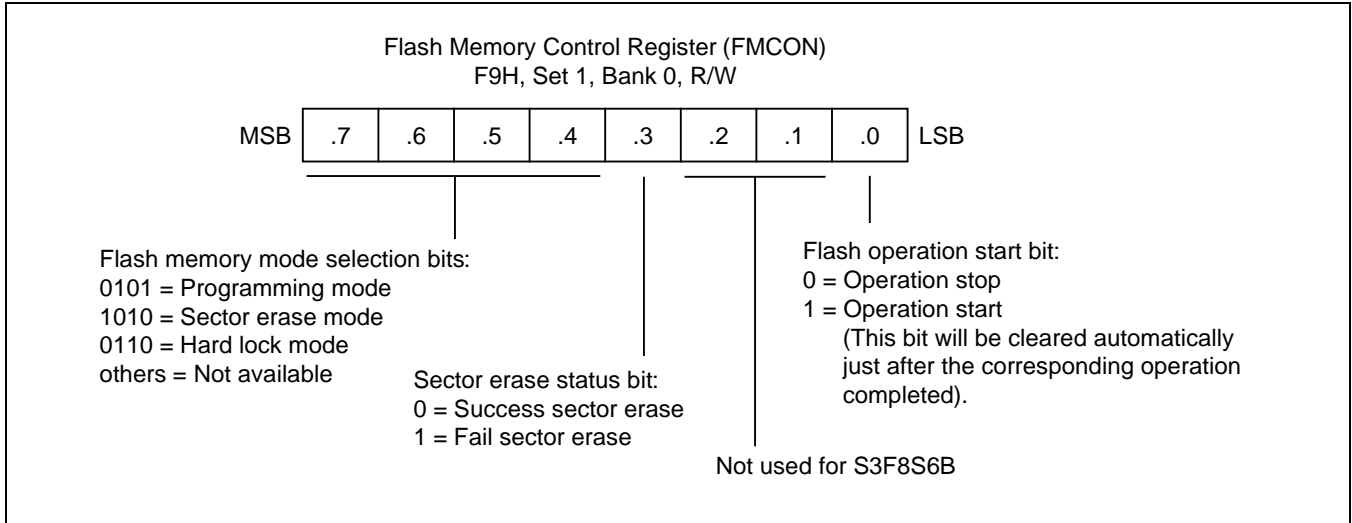 Flash Memory Control Register (FMCON)
F9H, Set 1, Bank 0, R/W
MSB .7 .6 .5 .4 .3 .2 .1 .0 LSB
Flash memory mode selection bits:
0101 = Programming mode
1010 = Sector erase mode
0110 = Hard lock mode
others = Not available
Sector erase status bit:
0 = Success sector erase
1 = Fail sector erase
Not used for S3F8S6B
Flash operation start bit:
0 = Operation stop
1 = Operation start
(This bit will be cleared automatically
just after the corresponding operation
completed).